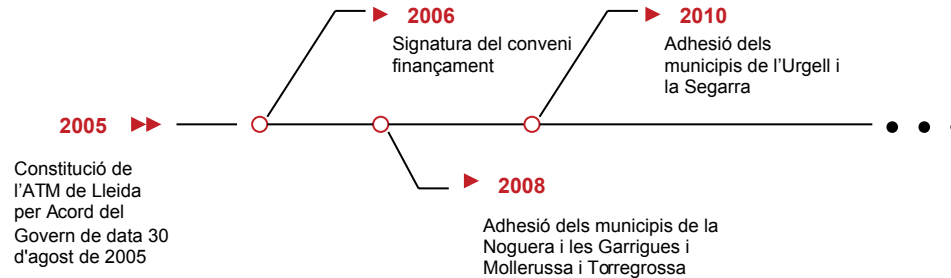 2005
Constitució de
l'ATM de Lleida
per Acord del
Govern de data 30
d'agost de 2005
2006
Signatura del conveni
finançament
2008
Adhesió dels municipis de la
Noguera i les Garrigues i
Mollerussa i Torregrossa
2010
Adhesió dels
municipis de l’Urgell i
la Segarra